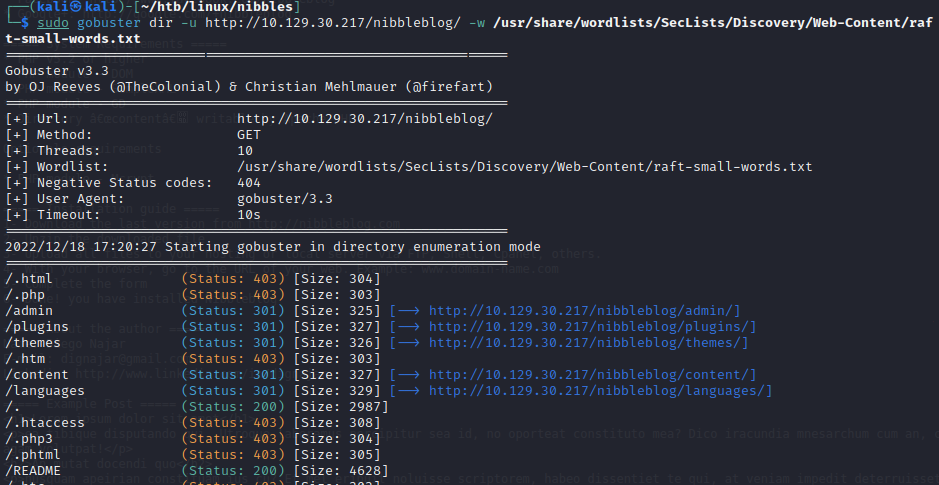 ┌──(kali㉿kali)-[~/htb/linux/nibbles]
└─$ sudo gobuster dir -u http://10.129.30.217/nibbleblog/ -w /usr/share/wordlists/SecLists/Discovery/Web-Content/raf
t-small-words.txt
===============================================================
Gobuster v3.3
by OJ Reeves (@TheColonial) & Christian Mehlmauer (@firefart)
===============================================================
[+] Url:                     http://10.129.30.217/nibbleblog/
[+] Method:                  GET
[+] Threads:                 10
[+] Wordlist:                /usr/share/wordlists/SecLists/Discovery/Web-Content/raft-small-words.txt
[+] Negative Status codes:   404
[+] User Agent:              gobuster/3.3
[+] Timeout:                 10s
===============================================================
2022/12/18 17:20:27 Starting gobuster in directory enumeration mode
===============================================================
/.html                (Status: 403) [Size: 304]
/.php                 (Status: 403) [Size: 303]
/admin                (Status: 301) [Size: 325] [--> http://10.129.30.217/nibbleblog/admin/]
/plugins              (Status: 301) [Size: 327] [--> http://10.129.30.217/nibbleblog/plugins/]
/themes               (Status: 301) [Size: 326] [--> http://10.129.30.217/nibbleblog/themes/]
/.htm                 (Status: 403) [Size: 303]
/content              (Status: 301) [Size: 327] [--> http://10.129.30.217/nibbleblog/content/]
/languages            (Status: 301) [Size: 329] [--> http://10.129.30.217/nibbleblog/languages/]
/.                    (Status: 200) [Size: 2987]
/.htaccess            (Status: 403) [Size: 308]
/.php3                (Status: 403) [Size: 304]
/.phtml               (Status: 403) [Size: 305]
/README               (Status: 200) [Size: 4628]